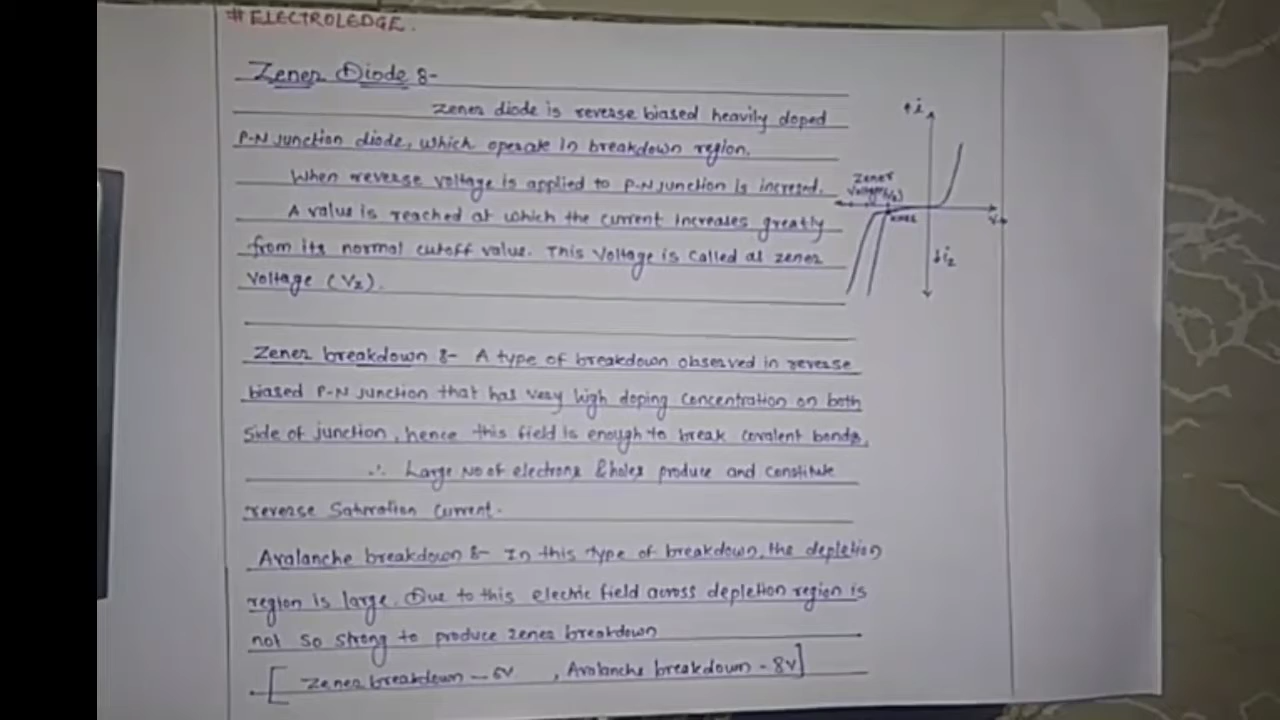 #ELECTROLEDGE.
Zener Diode :-
Zener diode is reverse biased heavily doped
P-N junction diode, which operate in breakdown region.
When reverse voltage is applied to P-N junction is incresed.
A value is reached at which the current increases greatly
from its normal cutoff value. This Voltage is called as zener
Voltage (Vz).
+i
Zener
Voltage(Vz)
knee
V+
↓iz
Zener breakdown :- A type of breakdown observed in reverse
biased P-N junction that has very high doping concentration on both
Side of junction, hence this field is enough to break covalent bonds.
∴ Large No of electrons & holes produce and constitute
reverse Saturation Current.
Avalanche breakdown :- In this type of breakdown, the depletion
region is large. Due to this electric field across depletion region is
not so strong to produce zener breakdown
[ Zener breakdown - 6V , Avalanche breakdown - 8V]